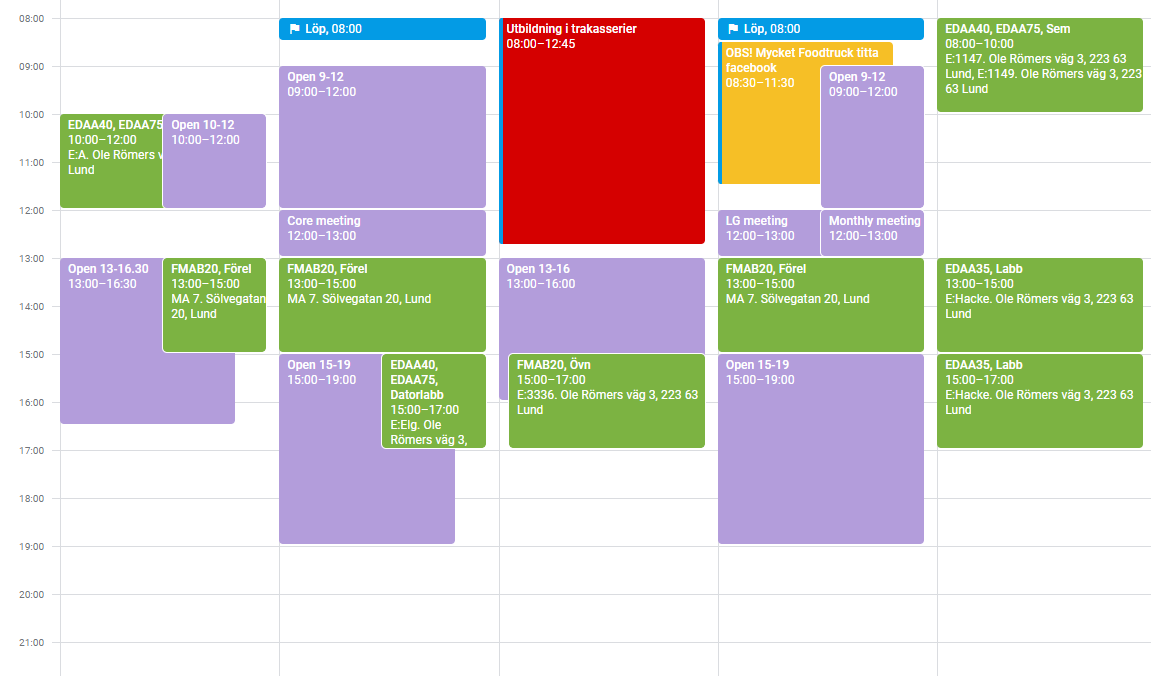 08:00
09:00
10:00
11:00
12:00
13:00
14:00
15:00
16:00
17:00
18:00
19:00
20:00
21:00
EDAA40, EDAA75
10:00–12:00
E:A. Ole Römers v
Lund
Open 10-12
10:00–12:00
Open 13-16.30
13:00–16:30
FMAB20, Förel
13:00–15:00
MA 7. Sölvegatan
20, Lund
Löp, 08:00
Open 9-12
09:00–12:00
Core meeting
12:00–13:00
FMAB20, Förel
13:00–15:00
MA 7. Sölvegatan 20, Lund
Open 15-19
15:00–19:00
EDAA40,
EDAA75,
Datorlabb
15:00–17:00
E:Elg. Ole
Römers väg 3,
Utbildning i trakasserier
08:00–12:45
Open 13-16
13:00–16:00
FMAB20, Övn
15:00–17:00
E:3336. Ole Römers väg 3, 223 63
Lund
Löp, 08:00
OBS! Mycket Foodtruck titta
facebook
08:30–11:30
Open 9-12
09:00–12:00
LG meeting
12:00–13:00
Monthly meeting
12:00–13:00
FMAB20, Förel
13:00–15:00
MA 7. Sölvegatan 20, Lund
Open 15-19
15:00–19:00
EDAA40, EDAA75, Sem
08:00–10:00
E:1147. Ole Römers väg 3, 223 63
Lund, E:1149. Ole Römers väg 3, 223
63 Lund
EDAA35, Labb
13:00–15:00
E:Hacke. Ole Römers väg 3, 223 63
Lund
EDAA35, Labb
15:00–17:00
E:Hacke. Ole Römers väg 3, 223 63
Lund